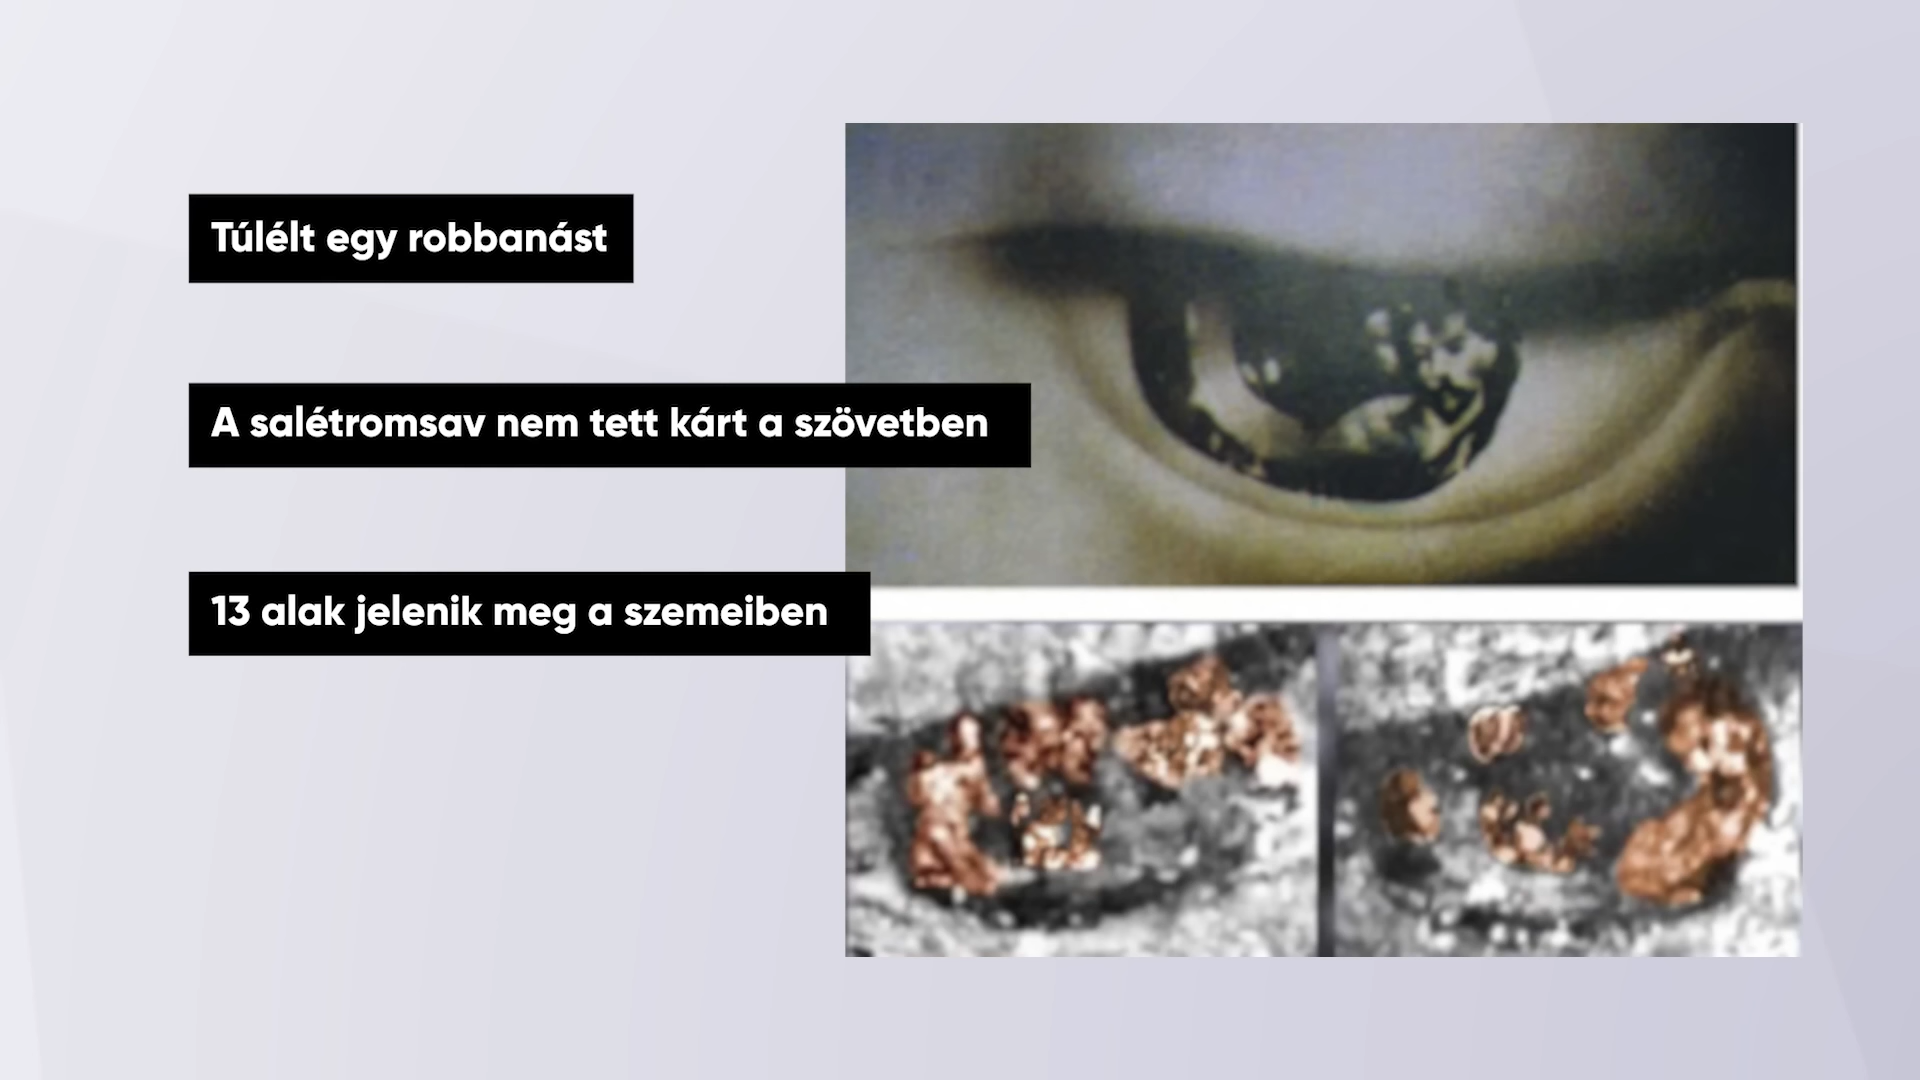 Túlélt egy robbanást
A salétromsav nem tett kárt a szövetben
13 alak jelenik meg a szemeiben